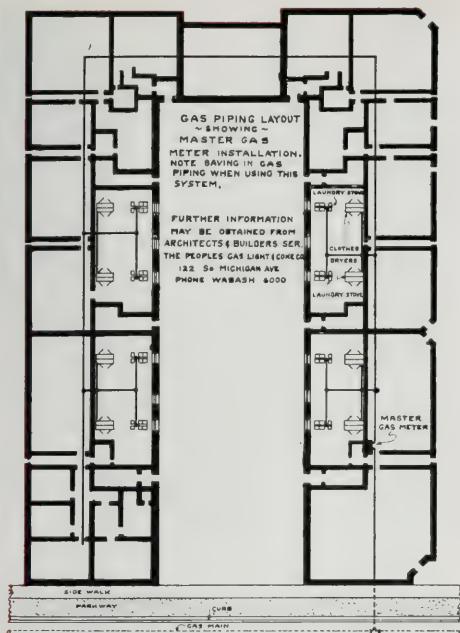 GAS PIPING LAYOUT
~ SHOWING ~
MASTER GAS
METER INSTALLATION.
NOTE SAVING IN GAS
PIPING WHEN USING THIS
SYSTEM.
FURTHER INFORMATION
MAY BE OBTAINED FROM
ARCHITECTS & BUILDERS SER.
THE PEOPLES GAS LIGHT & COKE CO
122 So MICHIGAN AVE
PHONE WABASH 6000
LAUNDRY STOVE
CLOTHES
DRYERS
LAUNDRY STOVE
MASTER
GAS METER
SIDE WALK
PARKWAY
CURB
GAS MAIN